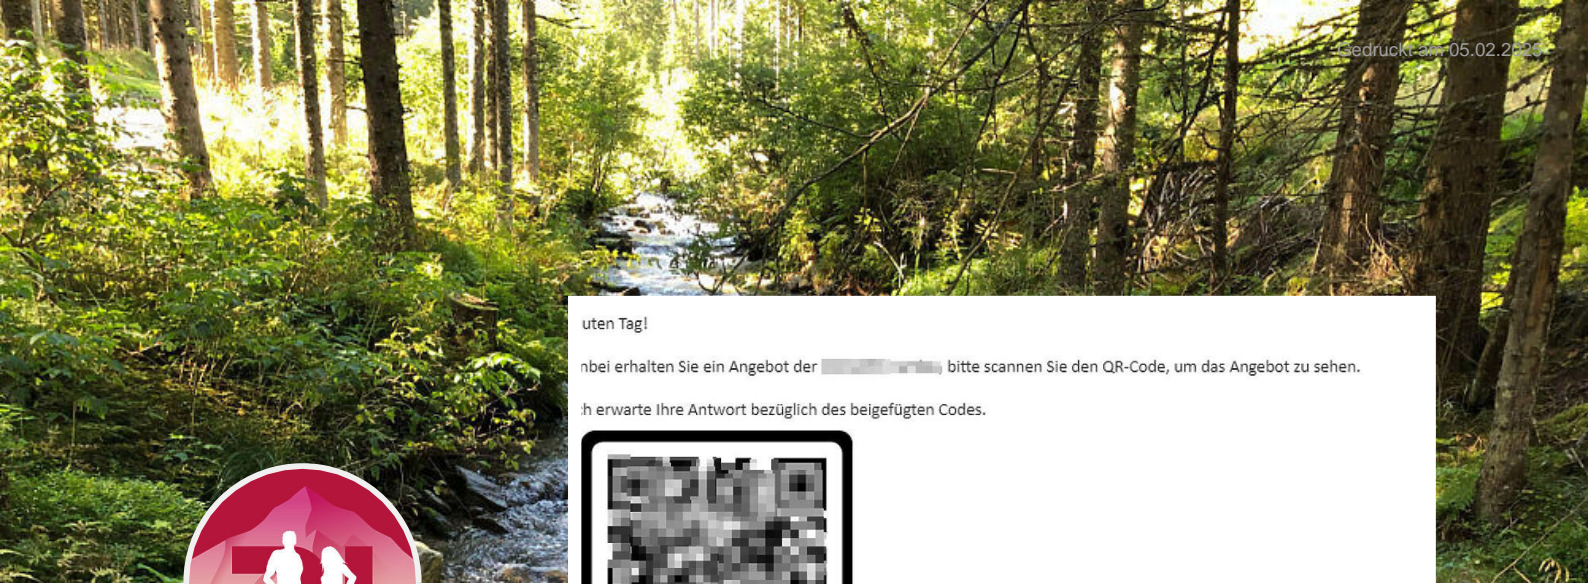 Gedruckt am 05.02.2025
uten Tag!
nbei erhalten Sie ein Angebot der , bitte scannen Sie den QR-Code, um das Angebot zu sehen.
h erwarte Ihre Antwort bezüglich des beigefügten Codes.